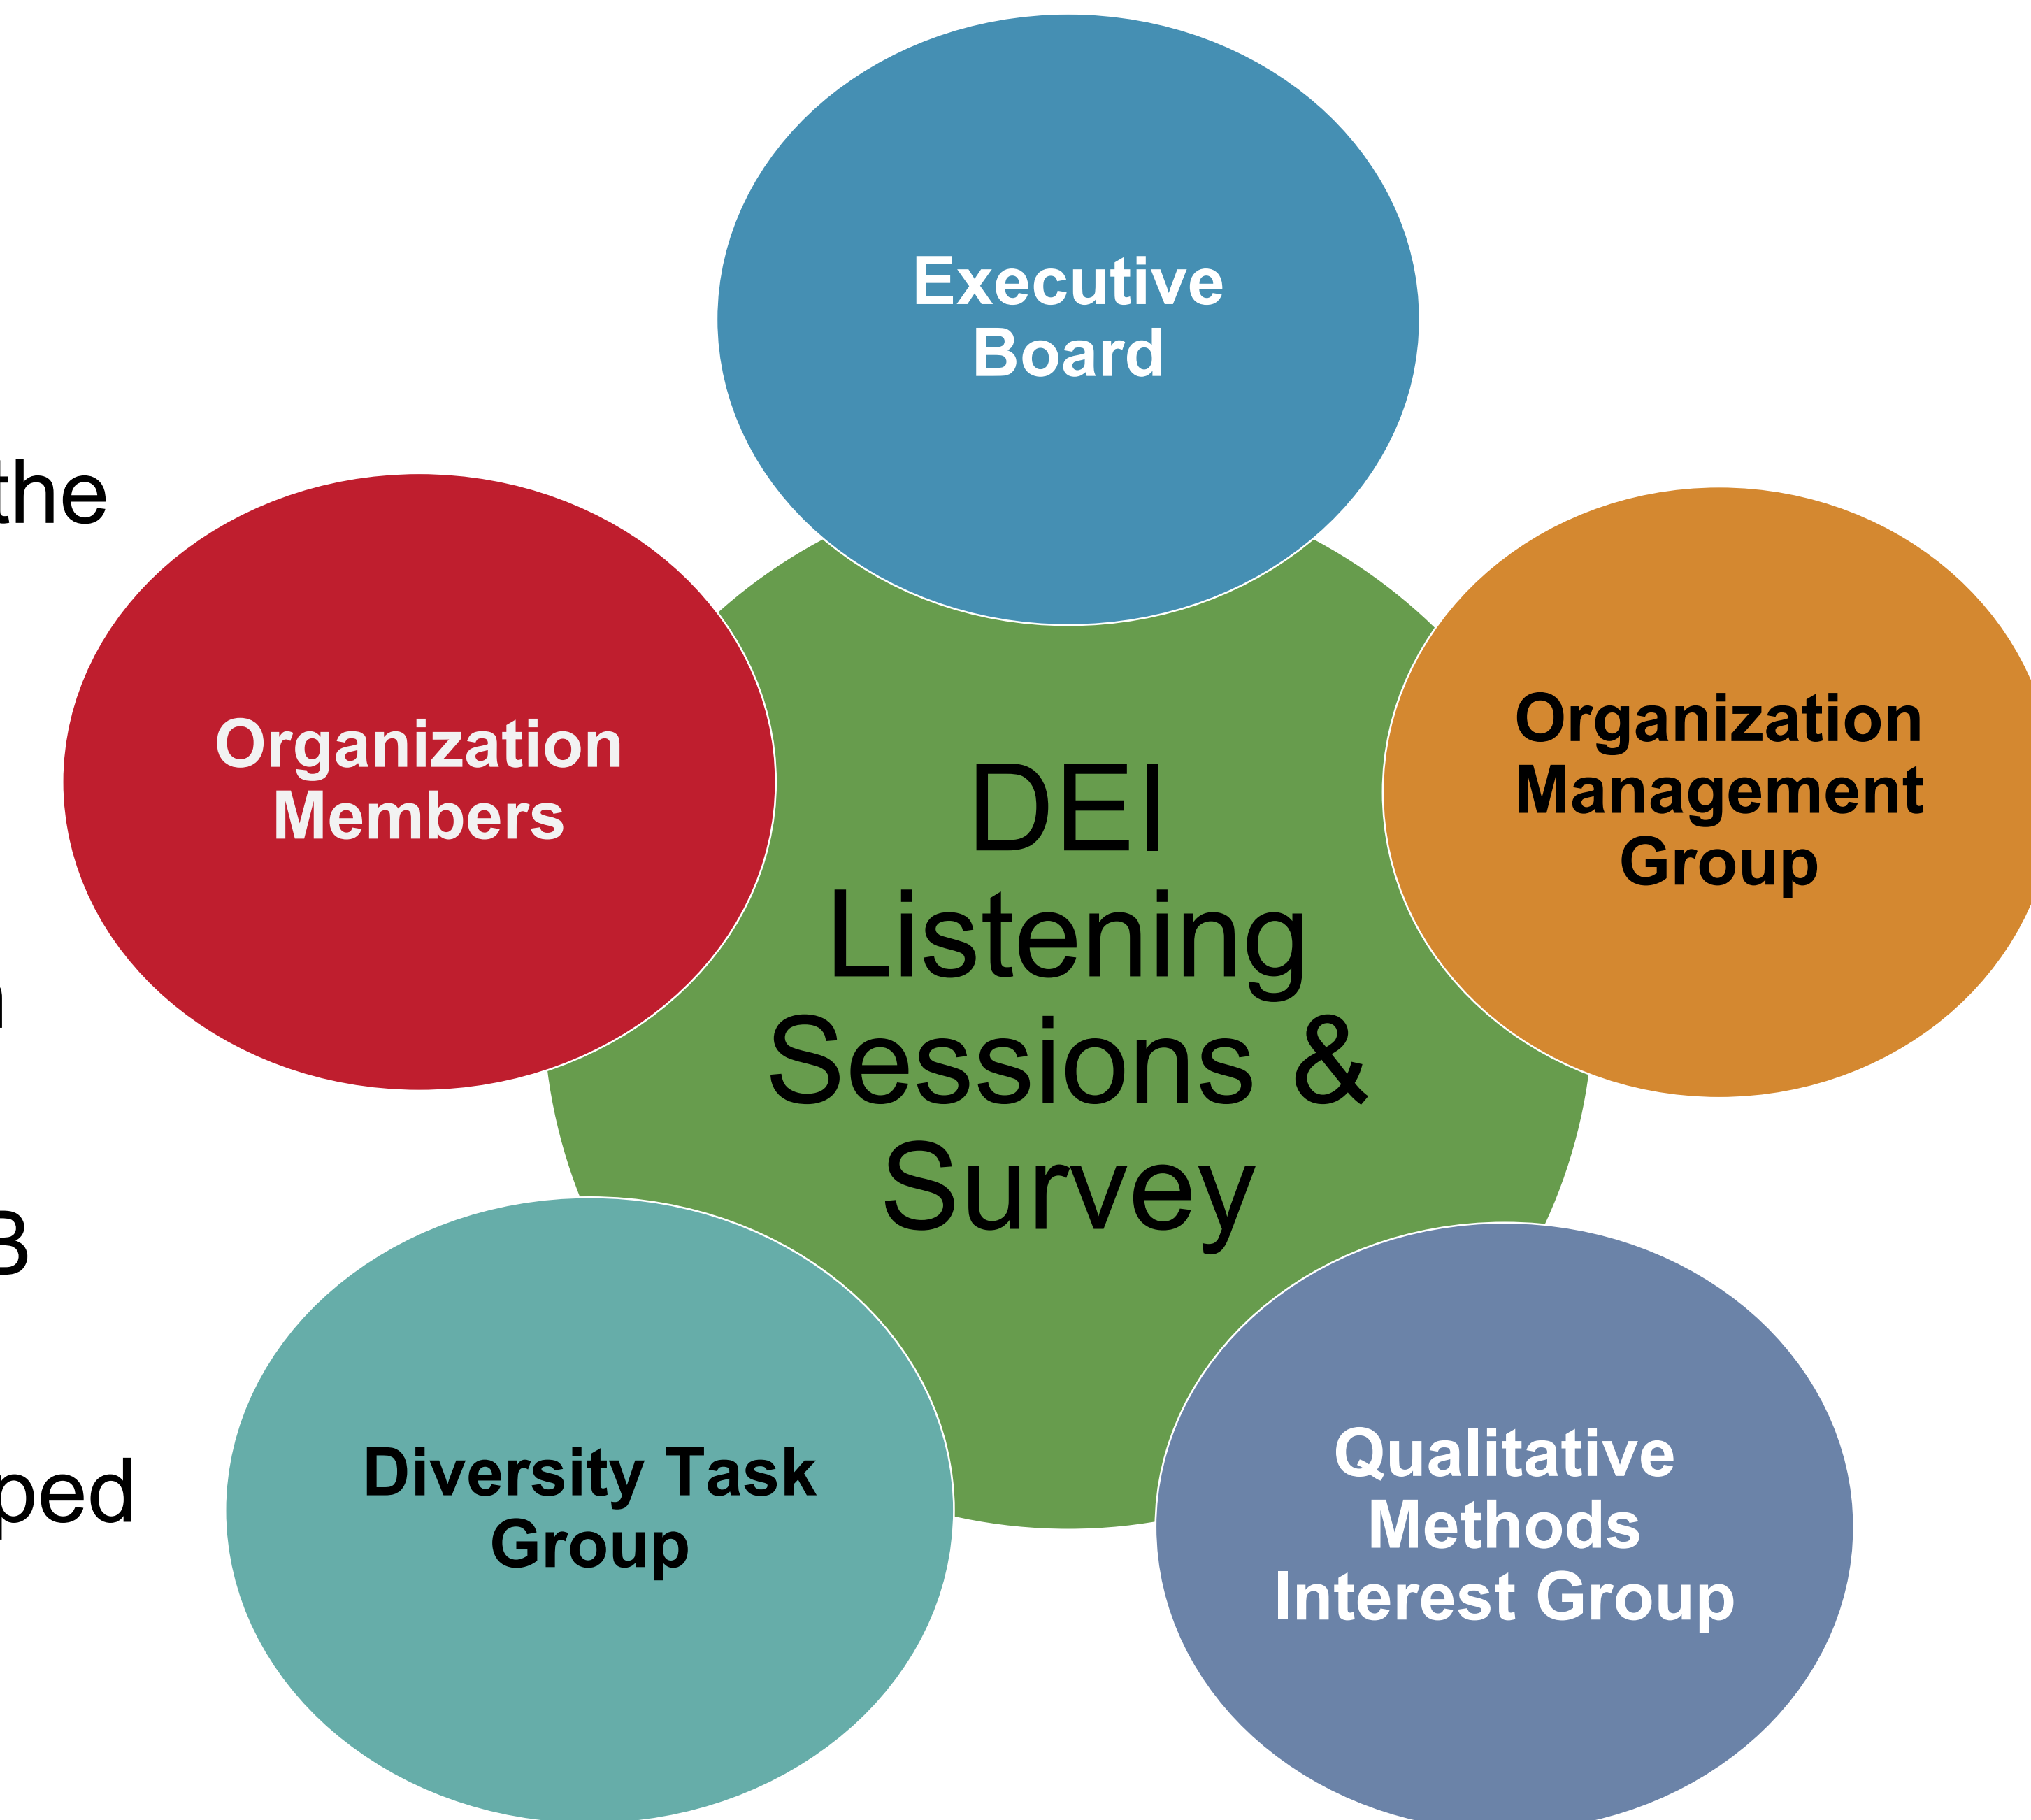 the
Executive
Board
Organization
Members
Organization
Management
Group
DEI
Listening
Sessions &
Survey
Diversity Task
Group
Qualitative
Methods
Interest Group
ped